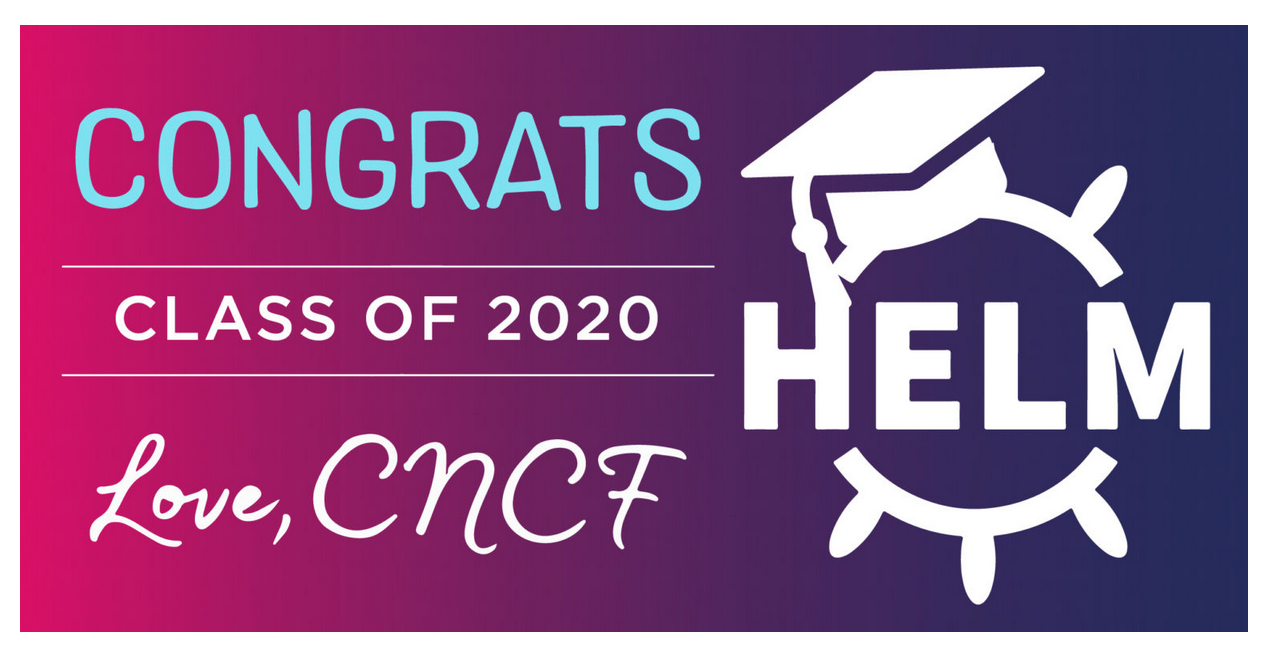 CONGRATS
CLASS OF 2020
Love, CNCF
HELM